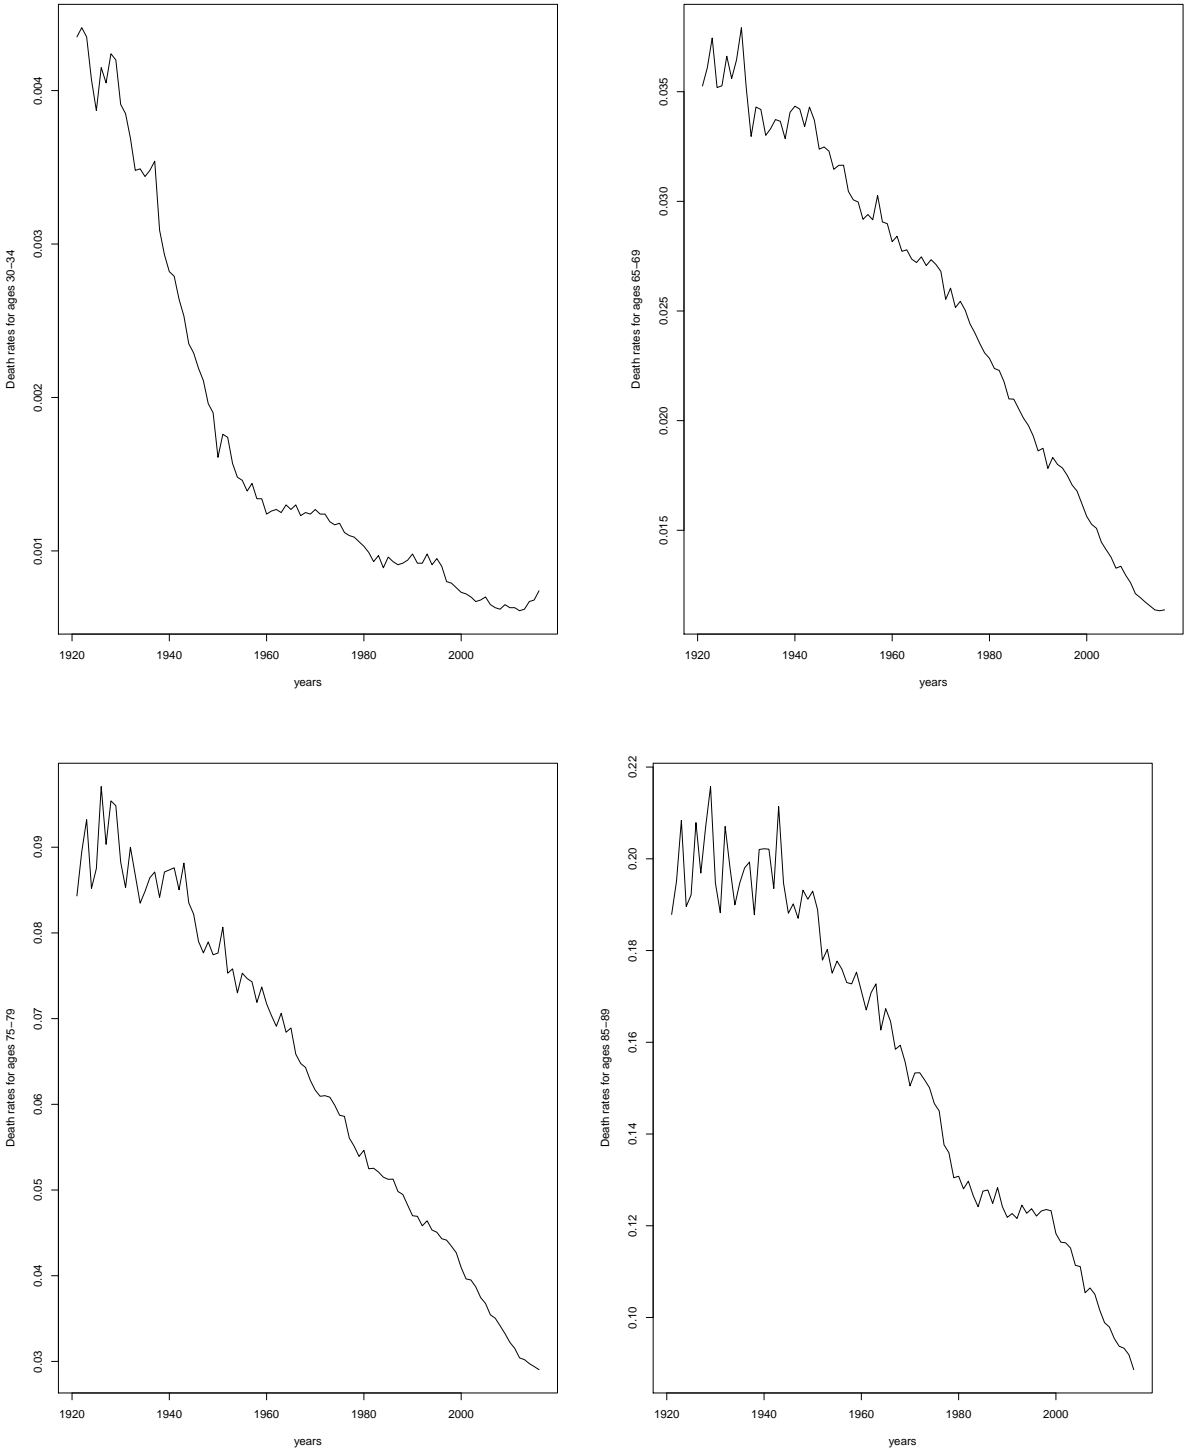 Death rates for ages 30−34
0.004
0.003
0.002
0.001
1920 1940 1960 1980 2000
years
Death rates for ages 65−69
0.035
0.030
0.025
0.020
0.015
1920 1940 1960 1980 2000
years
Death rates for ages 75−79
0.09
0.08
0.07
0.06
0.05
0.04
0.03
1920 1940 1960 1980 2000
years
Death rates for ages 85−89
0.22
0.20
0.18
0.16
0.14
0.12
0.10
1920 1940 1960 1980 2000
years